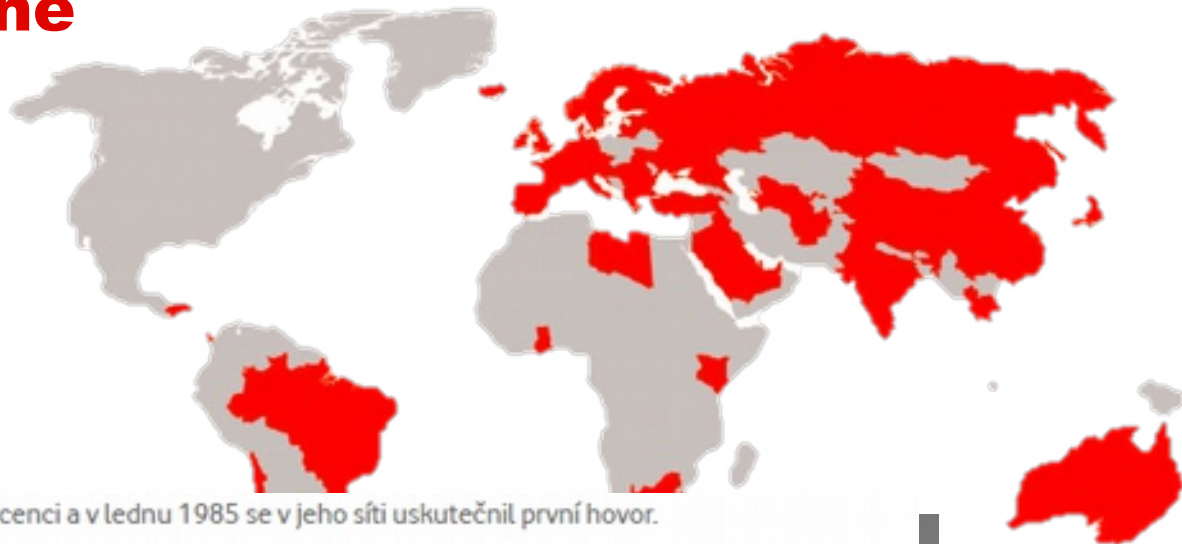 ne
cenci a v lednu 1985 se v jeho síti uskutečnil první hovor.